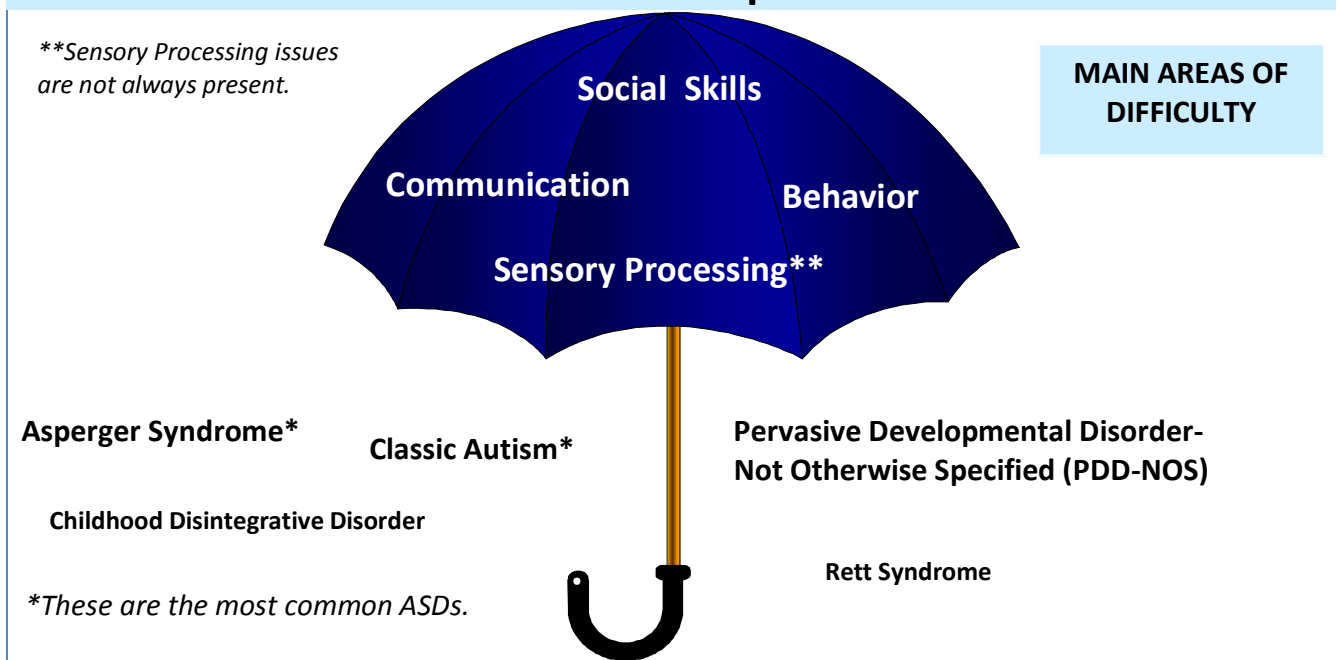 **Sensory Processing issues
are not always present.
MAIN AREAS OF
DIFFICULTY
Social Skills
Communication
Behavior
Sensory Processing**
Asperger Syndrome*
Classic Autism*
Pervasive Developmental Disorder-
Not Otherwise Specified (PDD-NOS)
Childhood Disintegrative Disorder
Rett Syndrome
*These are the most common ASDs.